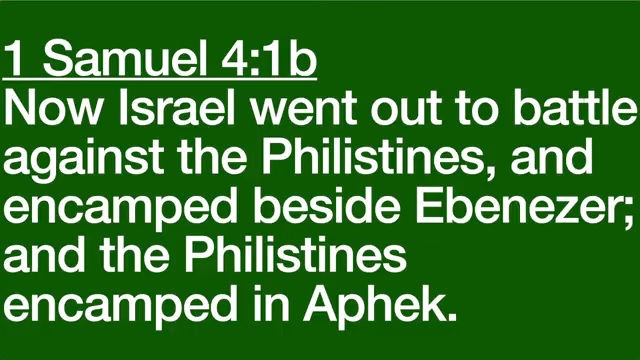 1 Samuel 4:1b
Now Israel went out to battle
against the Philistines, and
encamped beside Ebenezer;
and the Philistines
encamped in Aphek.